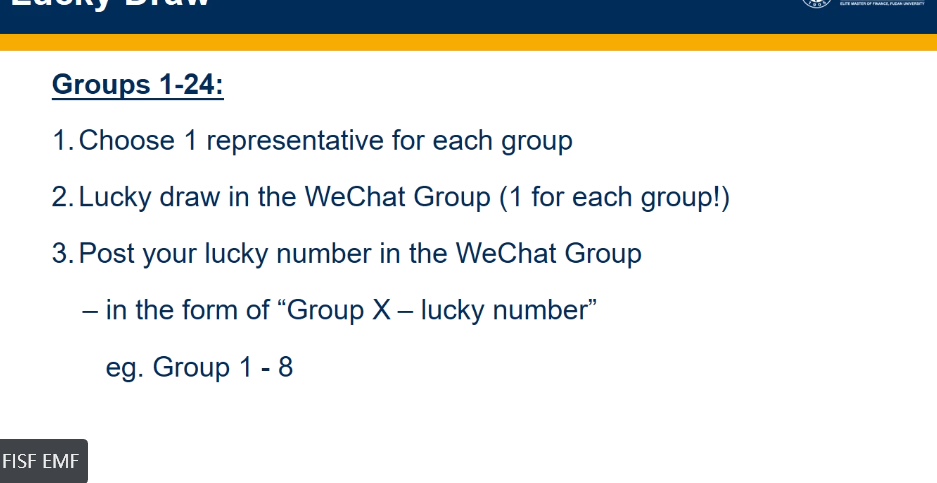 Lucky Draw
ELITE MASTER OF FINANCE, FUDAN UNIVERSITY
Groups 1-24:
1. Choose 1 representative for each group
2. Lucky draw in the WeChat Group (1 for each group!)
3. Post your lucky number in the WeChat Group
– in the form of “Group X – lucky number”
eg. Group 1 - 8
FISF EMF